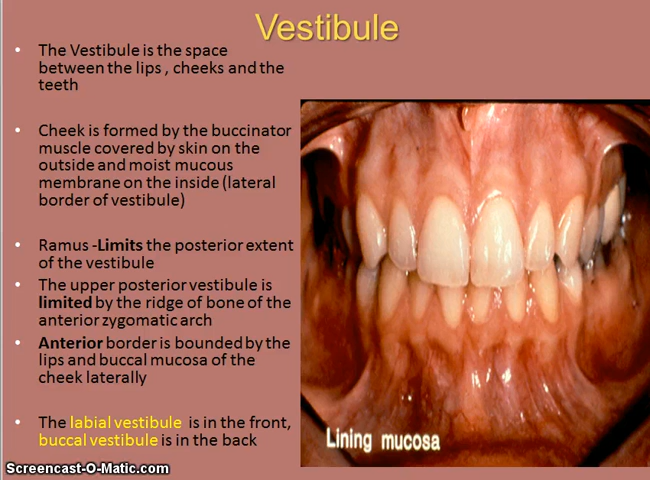 Vestibule
• The Vestibule is the space
between the lips , cheeks and the
teeth
• Cheek is formed by the buccinator
muscle covered by skin on the
outside and moist mucous
membrane on the inside (lateral
border of vestibule)
• Ramus -Limits the posterior extent
of the vestibule
• The upper posterior vestibule is
limited by the ridge of bone of the
anterior zygomatic arch
• Anterior border is bounded by the
lips and buccal mucosa of the
cheek laterally
• The labial vestibule is in the front,
buccal vestibule is in the back
Lining mucosa
Screencast-O-Matic.com